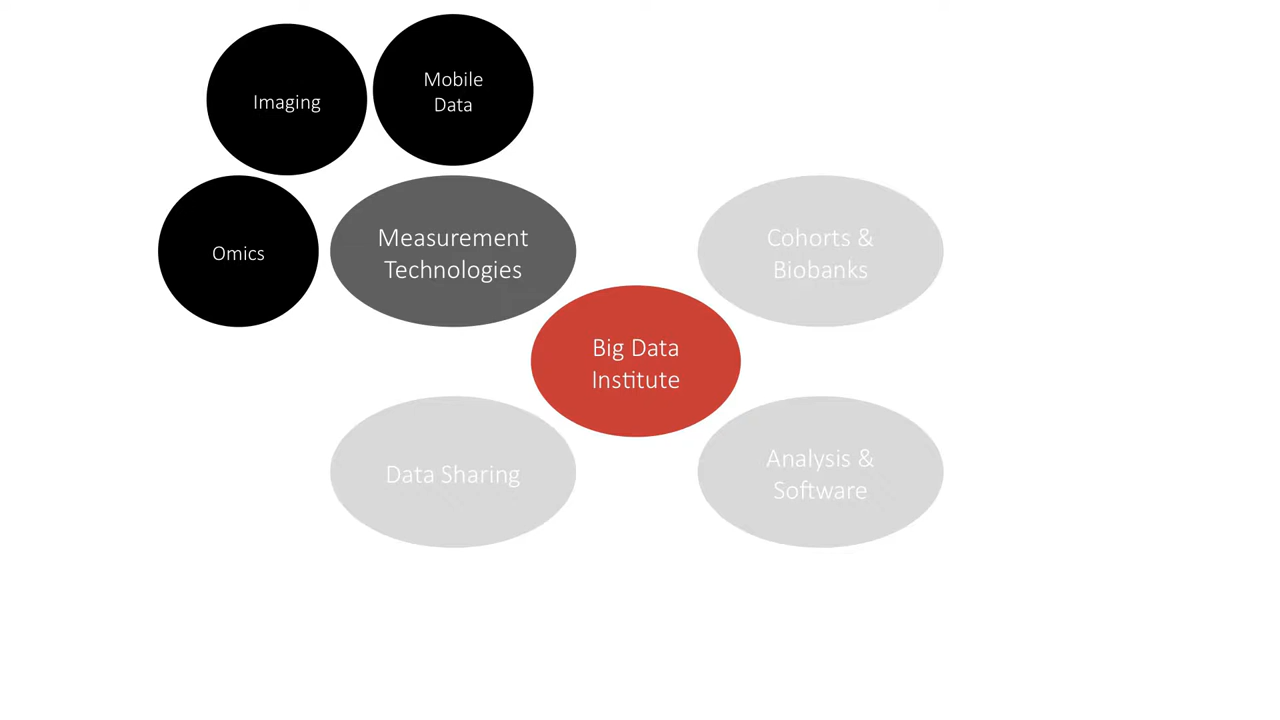 Mobile
Data
Imaging
Omics
Measurement
Technologies
Cohorts &
Biobanks
Big Data
Institute
Data Sharing
Analysis &
Software